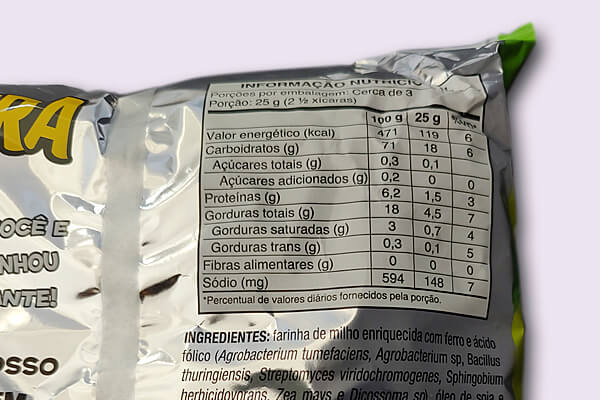 RA
VOCÊ E
NHOU
ANTE!
OSSO
EM
INFORMAÇÃO NUTRICIO
Porções por embalagem: Cerca de 3
Porção: 25 g (2 ½ xícaras)
100 g 25 g %VD*
Valor energético (kcal) 471 119 6
Carboidratos (g) 71 18 6
Açúcares totais (g) 0,3 0,1
Açúcares adicionados (g) 0,2 0 0
Proteínas (g) 6,2 1,5 3
Gorduras totais (g) 18 4,5 7
Gorduras saturadas (g) 3 0,7 4
Gorduras trans (g) 0,3 0,1 5
Fibras alimentares (g) 0 0 0
Sódio (mg) 594 148 7
*Percentual de valores diários fornecidos pela porção.
INGREDIENTES: farinha de milho enriquecida com ferro e ácido
fólico (Agrobacterium tumefaciens, Agrobacterium sp, Bacillus
thuringiensis, Streptomyces viridochromogenes, Sphingobium
herbicidovorans, Zea mays e Dicossoma sp), óleo de soja e